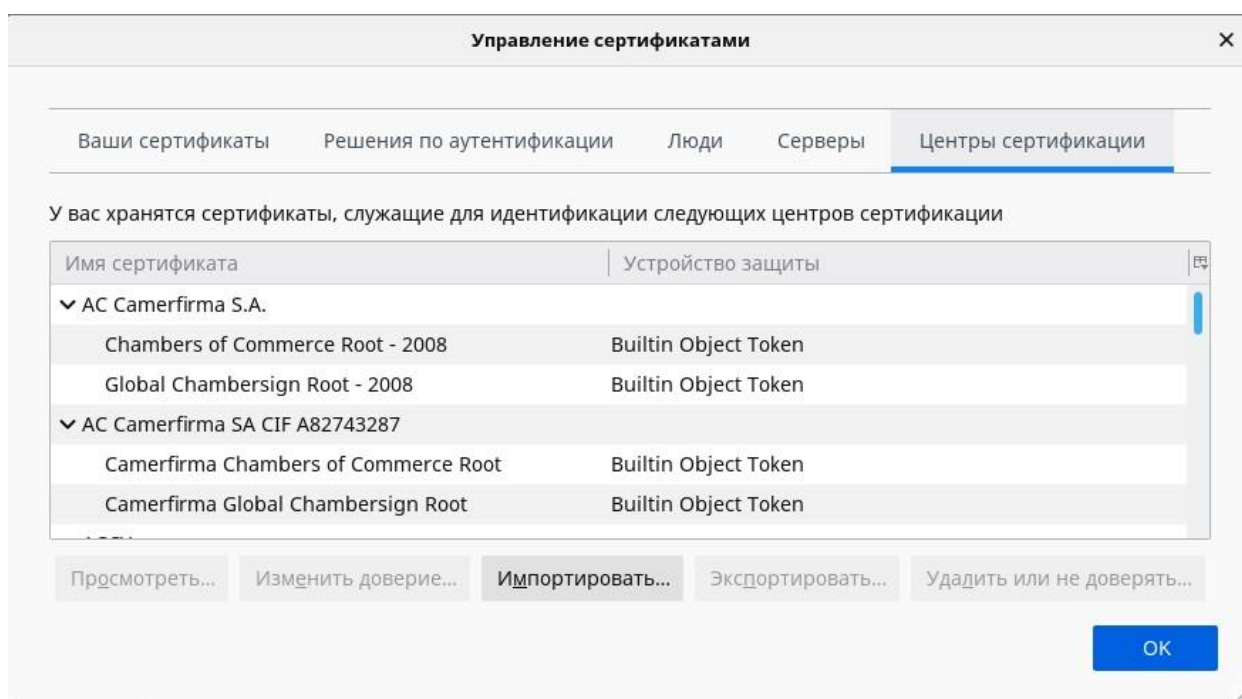 Управление сертификатами
Ваши сертификаты Решения по аутентификации Люди Серверы Центры сертификации
У вас хранятся сертификаты, служащие для идентификации следующих центров сертификации
Имя сертификата Устройство защиты
AC Camerfirma S.A.
Chambers of Commerce Root - 2008 Builtin Object Token
Global Chambersign Root - 2008 Builtin Object Token
AC Camerfirma SA CIF A82743287
Camerfirma Chambers of Commerce Root Builtin Object Token
Camerfirma Global Chambersign Root Builtin Object Token
Просмотреть... Изменить доверие... Импортировать... Экспортировать... Удалить или не доверять...
OK